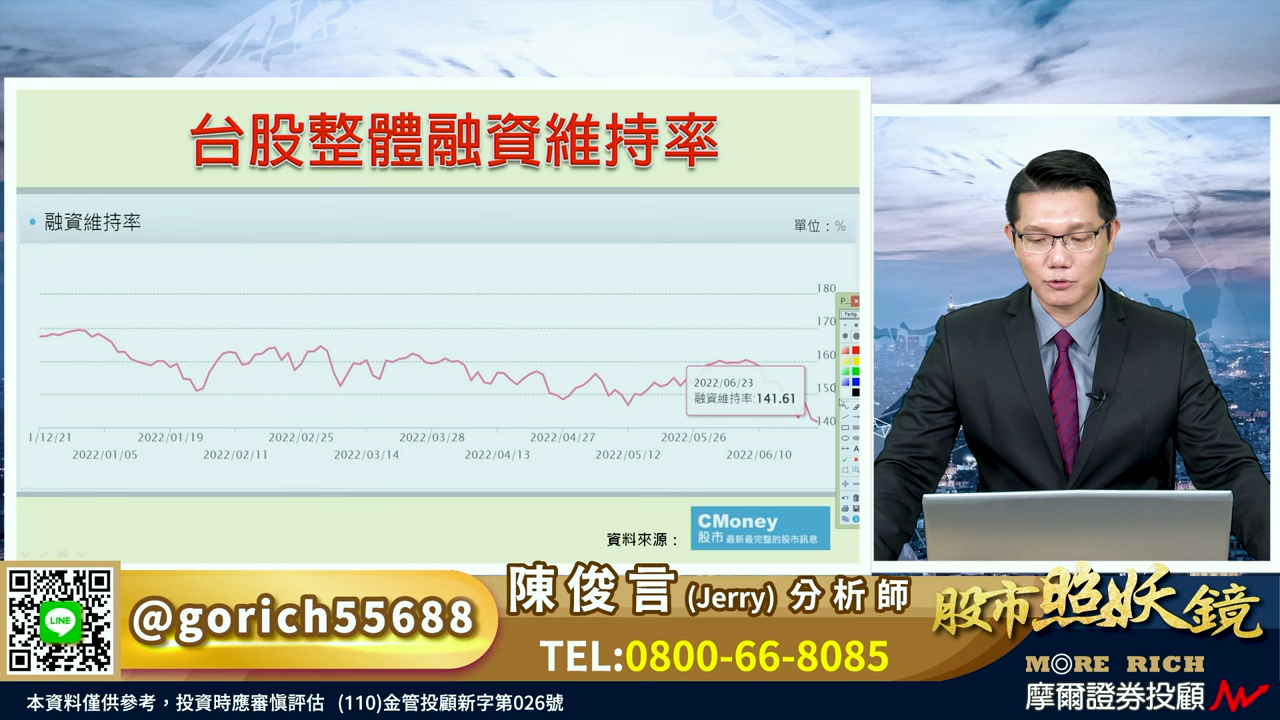 台股整體融資維持率
融資維持率
單位：%
180
170
160
150
140
2022/06/23
融資維持率:141.61
1/12/21
2022/01/19
2022/02/25
2022/03/28
2022/04/27
2022/05/26
2022/01/05
2022/02/11
2022/03/14
2022/04/13
2022/05/12
2022/06/10
P...
Fertig
資料來源：
CMoney
股市 最新最完整的股市訊息
LINE
@gorich55688
陳俊言(Jerry)分析師
TEL:0800-66-8085
股市照妖鏡
MORE RICH
摩爾證券投顧
本資料僅供參考，投資時應審慎評估 (110)金管投顧新字第026號